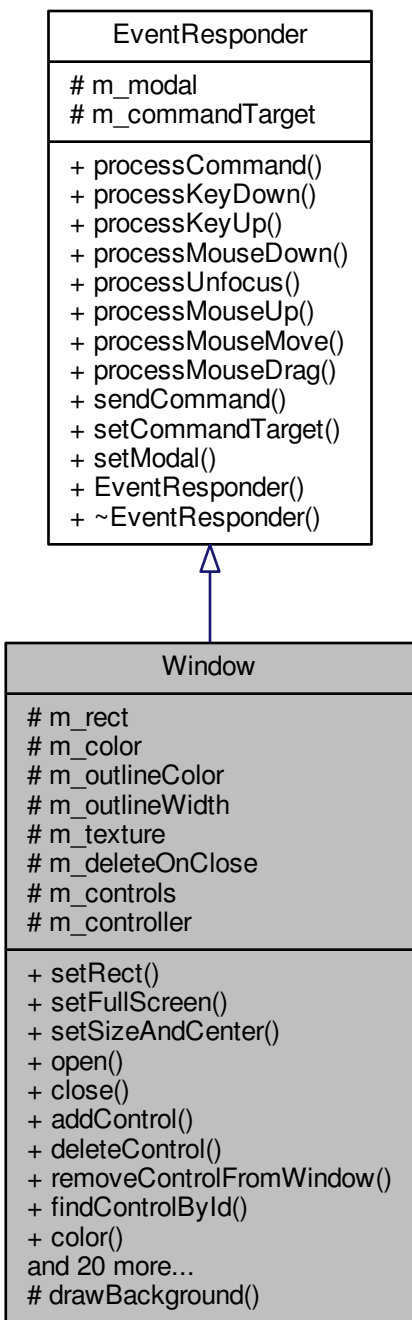 EventResponder
# m_modal
# m_commandTarget
+ processCommand()
+ processKeyDown()
+ processKeyUp()
+ processMouseDown()
+ processUnfocus()
+ processMouseUp()
+ processMouseMove()
+ processMouseDrag()
+ sendCommand()
+ setCommandTarget()
+ setModal()
+ EventResponder()
+ ~EventResponder()
Window
# m_rect
# m_color
# m_outlineColor
# m_outlineWidth
# m_texture
# m_deleteOnClose
# m_controls
# m_controller
+ setRect()
+ setFullScreen()
+ setSizeAndCenter()
+ open()
+ close()
+ addControl()
+ deleteControl()
+ removeControlFromWindow()
+ findControlById()
+ color()
and 20 more...
# drawBackground()